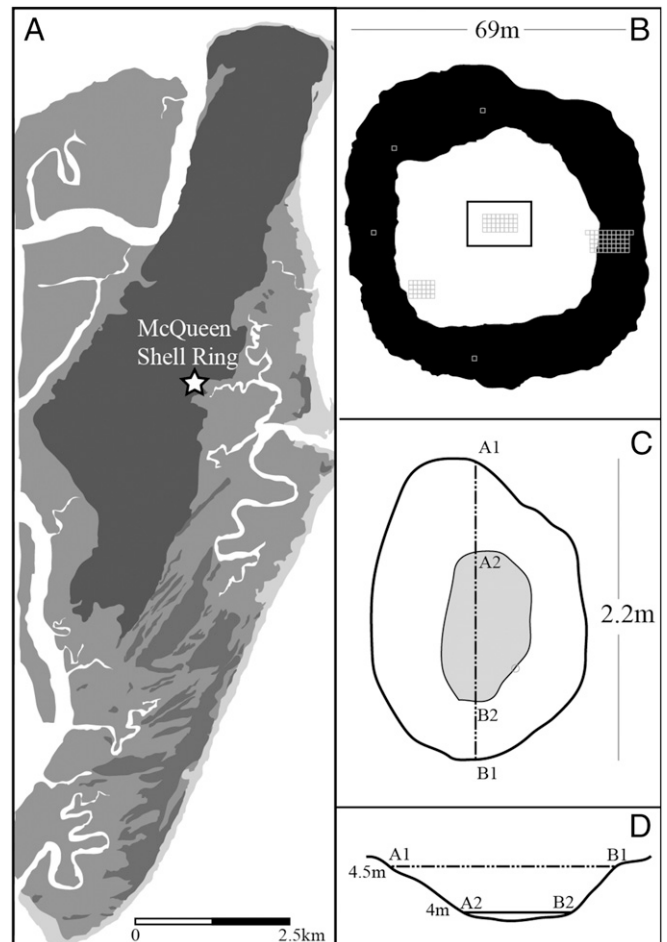 A
McQueen
Shell Ring
0
2.5km
69m
B
C
A1
A2
B2
B1
2.2m
D
A1
B1
4.5m
A2
B2
4m